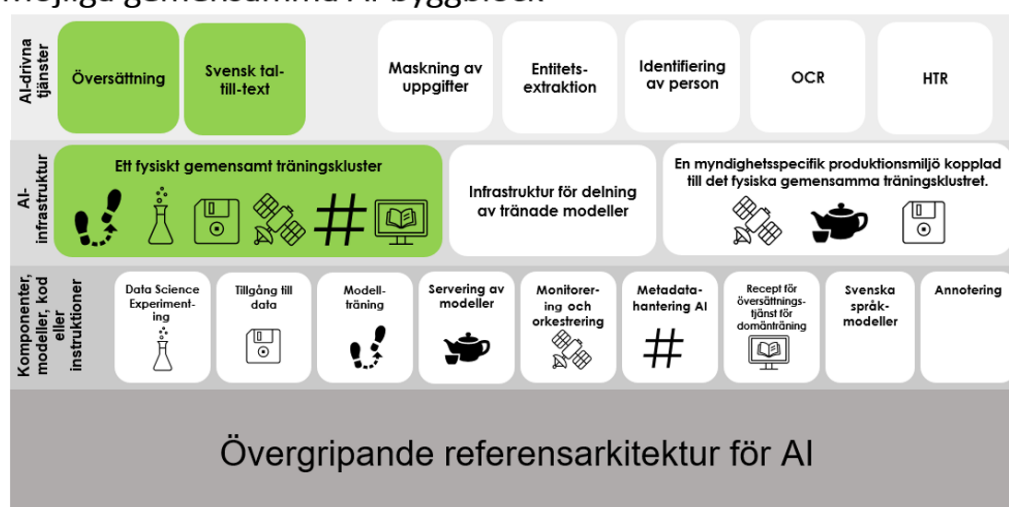 AI-drivna
tjänster
Översättning
Svensk tal-
till-text
Maskning av
uppgifter
Entitets-
extraktion
Identifiering
av person
OCR
HTR
AI-
infrastruktur
Ett fysiskt gemensamt träningskluster
Infrastruktur för delning
av tränade modeller
En myndighetsspecifik produktionsmiljö kopplad
till det fysiska gemensamma träningsklustret.
Komponenter,
modeller, kod
eller
instruktioner
Data Science
Experiment-
ing
Tillgång till
data
Modell-
träning
Servering av
modeller
Monitorer-
ing och
orkestrering
Metadata-
hantering AI
Recept för
översättnings-
tjänst för
domänträning
Svenska
språk-
modeller
Annotering
Övergripande referensarkitektur för AI